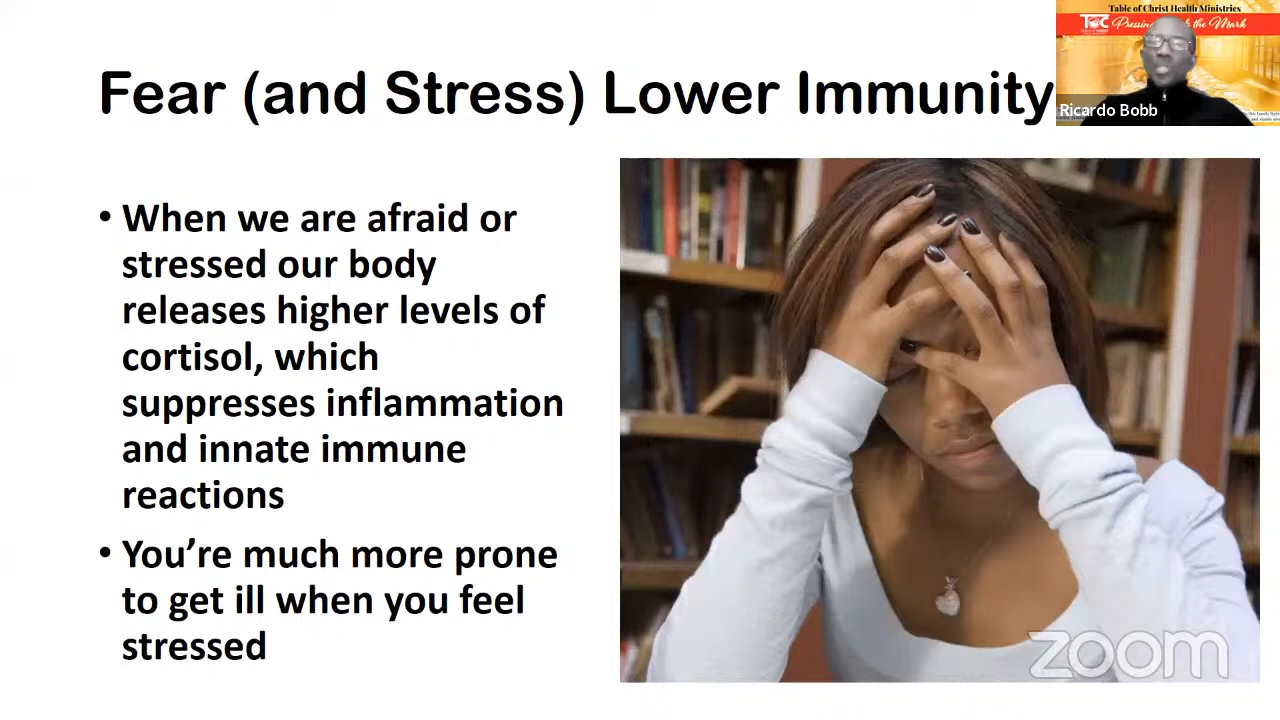 Table of Christ Health Ministries
TOC
Ricardo Bobb
Fear (and Stress) Lower Immunity
• When we are afraid or
stressed our body
releases higher levels of
cortisol, which
suppresses inflammation
and innate immune
reactions
• You’re much more prone
to get ill when you feel
stressed
zoom